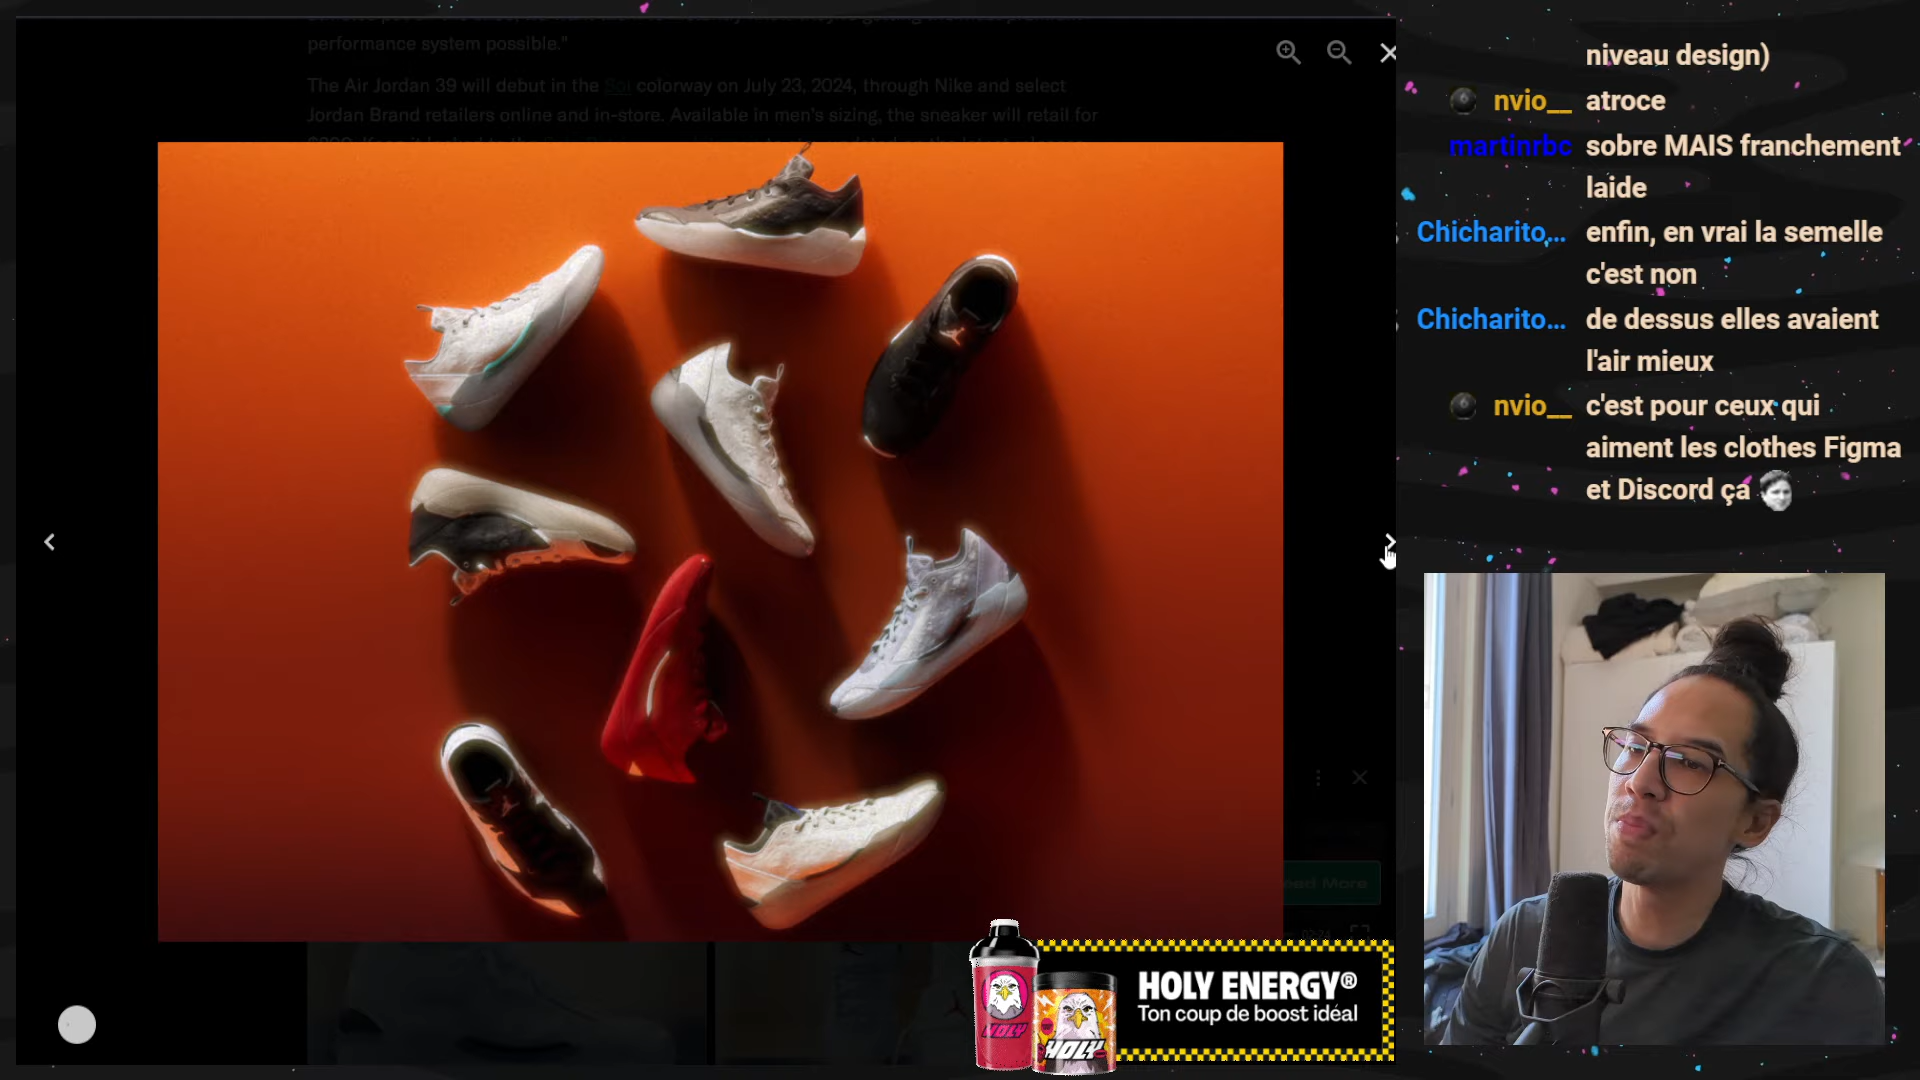 performance system possible."
The Air Jordan 39 will debut in the Sol colorway on July 23, 2024, through Nike and select
Jordan Brand retailers online and in-store. Available in men's sizing, the sneaker will retail for
niveau design)
nvio__ atroce
martinrbc sobre MAIS franchement
laide
Chicharito... enfin, en vrai la semelle
c'est non
Chicharito... de dessus elles avaient
l'air mieux
nvio__ c'est pour ceux qui
aiment les clothes Figma
et Discord ça
Read More
HOLY ENERGY®
Ton coup de boost idéal
HOLY
HOLY